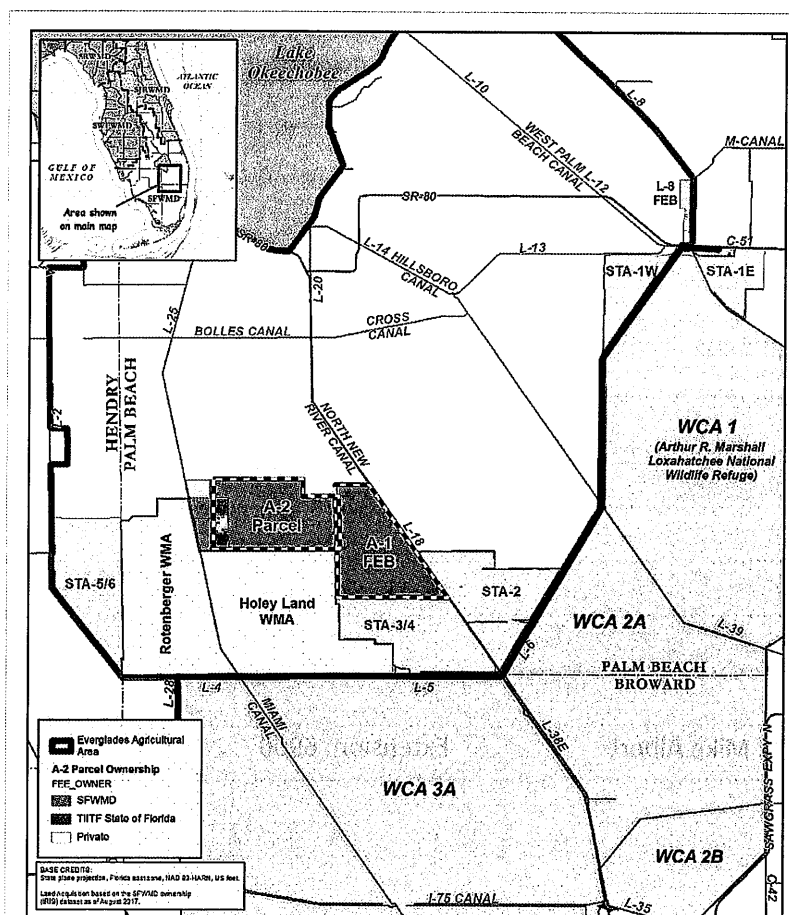 SRWMD
SJRWMD
SWFWMD
ATLANTIC
OCEAN
GULF OF
MEXICO
SFWMD
Area shown
on main map
Lake
Okeechobee
L-10
L-8
WEST PALM L-12
BEACH CANAL
M-CANAL
L-8
FEB
SR-80
SR-80
C-51
L-13
L-14 HILLSBORO
CANAL
L-20
STA-1W
STA-1E
L-25
BOLLES CANAL
CROSS
CANAL
HENDRY
PALM BEACH
L-2
NORTH NEW
RIVER CANAL
WCA 1
(Arthur R. Marshall
Loxahatchee National
Wildlife Refuge)
A-2
Parcel
A-1
FEB
L-18
STA-5/6
Rotenberger WMA
Holey Land
WMA
STA-2
STA-3/4
WCA 2A
L-6
L-39
PALM BEACH
BROWARD
L-28
L-4
L-5
MIAMI
CANAL
L-38E
WCA 3A
SAWGRASS-EXPY-N
WCA 2B
I-75 CANAL
L-35
C-42
Everglades Agricultural
Area
A-2 Parcel Ownership
FEE_OWNER
SFWMD
TIITF State of Florida
Private
BASE CREDITS:
State plane projection, Florida east zone, NAD 83-HARN, US feet.
Land Acquisition based on the SFWMD ownership
(IRIS) dataset as of August 2017.